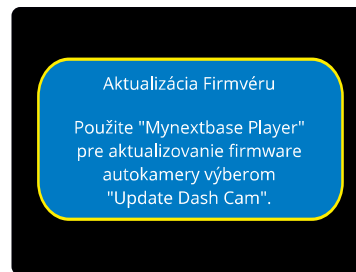 Aktualizácia Firmvéru
Použite "Mynextbase Player"
pre aktualizovanie firmware
autokamery výberom
"Update Dash Cam".